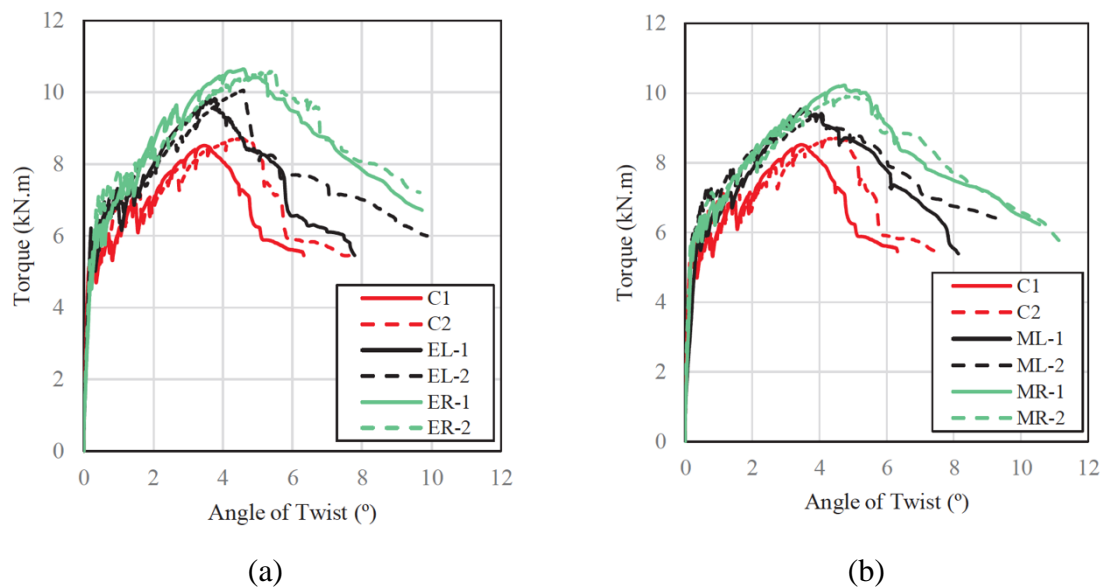 12
10
8
6
4
2
0
Torque (kN.m)
0 2 4 6 8 10 12
Angle of Twist (º)
C1
C2
EL-1
EL-2
ER-1
ER-2
(a)
12
10
8
6
4
2
0
Torque (kN.m)
0 2 4 6 8 10 12
Angle of Twist (º)
C1
C2
ML-1
ML-2
MR-1
MR-2
(b)